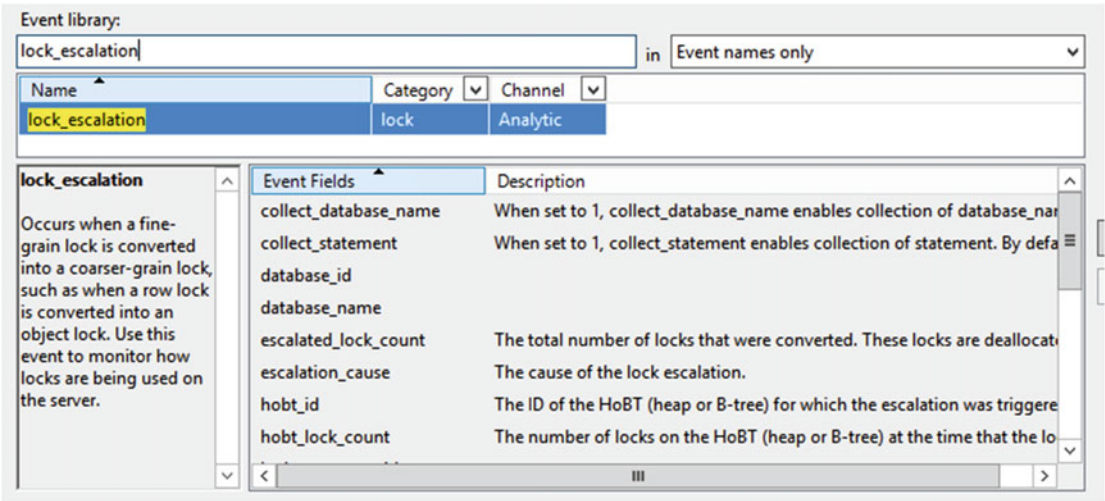 Event library:
lock_escalation in Event names only
Name Category Channel
lock_escalation lock Analytic
lock_escalation
Occurs when a fine-
grain lock is converted
into a coarser-grain lock,
such as when a row lock
is converted into an
object lock. Use this
event to monitor how
locks are being used on
the server.
Event Fields Description
collect_database_name When set to 1, collect_database_name enables collection of
collect_statement When set to 1, collect_statement enables collection of statement. By
database_id
database_name
escalated_lock_count The total number of locks that were converted. These locks are
escalation_cause The cause of the lock escalation.
hobt_id The ID of the HoBT (heap or B-tree) for which the escalation was
hobt_lock_count The number of locks on the HoBT (heap or B-tree) at the time that the